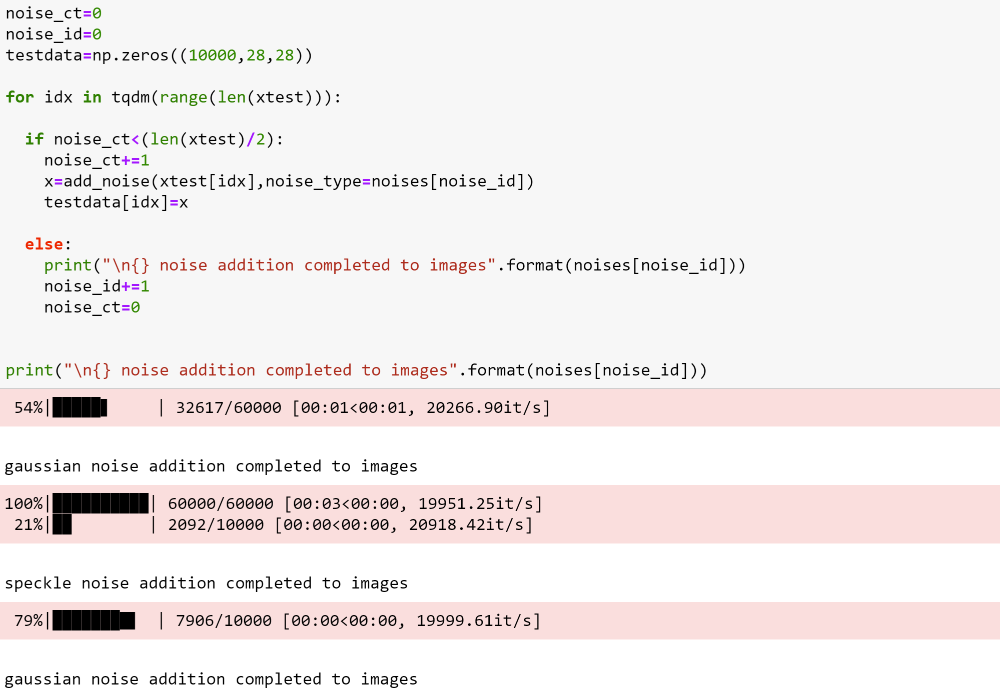 noise_ct=0
noise_id=0
testdata=np.zeros((10000,28,28))
for idx in tqdm(range(len(xtest))):
  if noise_ct<(len(xtest)/2):
    noise_ct+=1
    x=add_noise(xtest[idx],noise_type=noises[noise_id])
    testdata[idx]=x
  else:
    print("\n{} noise addition completed to images".format(noises[noise_id]))
    noise_id+=1
    noise_ct=0
print("\n{} noise addition completed to images".format(noises[noise_id]))
 54%|█████▋     | 32617/60000 [00:01<00:01, 20266.90it/s]
gaussian noise addition completed to images
100%|██████████| 60000/60000 [00:03<00:00, 19951.25it/s]
 21%|██        | 2092/10000 [00:00<00:00, 20918.42it/s]
speckle noise addition completed to images
 79%|███████▉  | 7906/10000 [00:00<00:00, 19999.61it/s]
gaussian noise addition completed to images